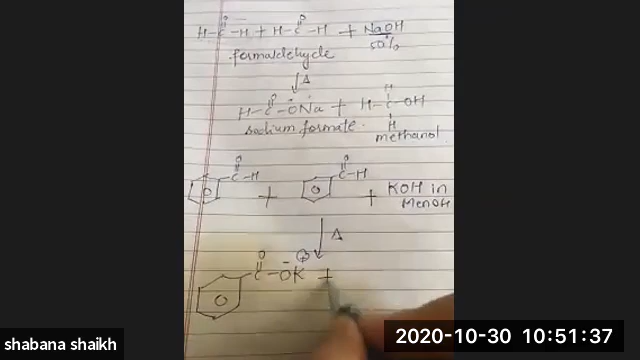 H-C-H + H-C-H + NaOH
O O 50%
formaldehyde
Δ
H-C-ONa + H-C-OH
O H H
sodium formate. methanol
O O
C-H + C-H + KOH in
MenOH
Δ
O
C-OK +
shabana shaikh
2020-10-30 10:51:37